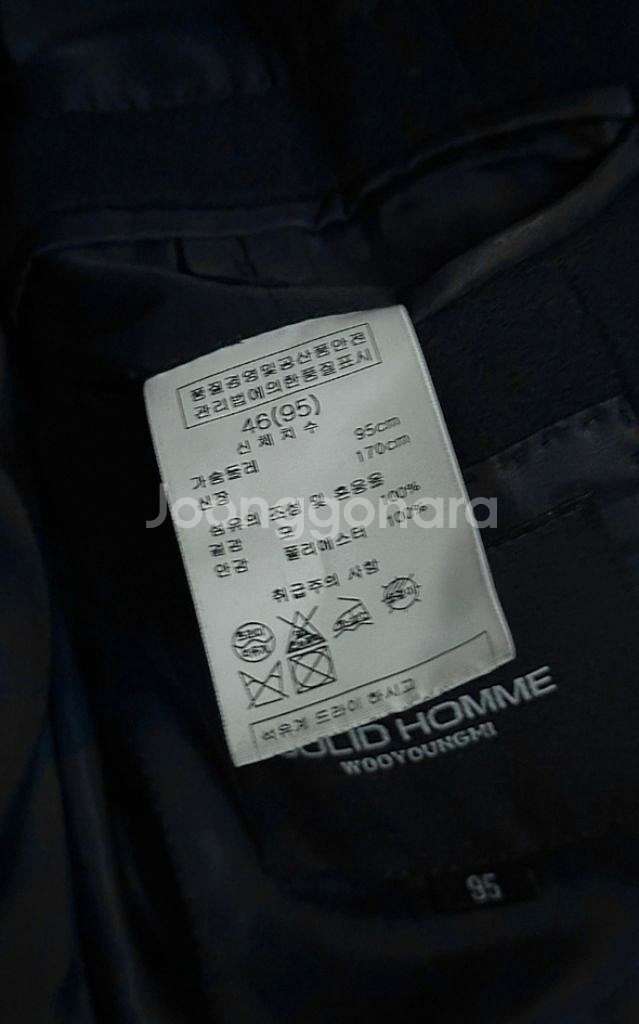 품질경영및공산품안전
관리법에의한품질표시
46(95)
신체치수
가슴둘레 95cm
신장 170cm
섬유의 조성 및 혼용율
겉감 모 100%
안감 폴리에스터 100%
취급주의 사항
드라이
석유계 드라이 하시고
Joonggonara
SOLID HOMME
WOOYOUNGMI
95